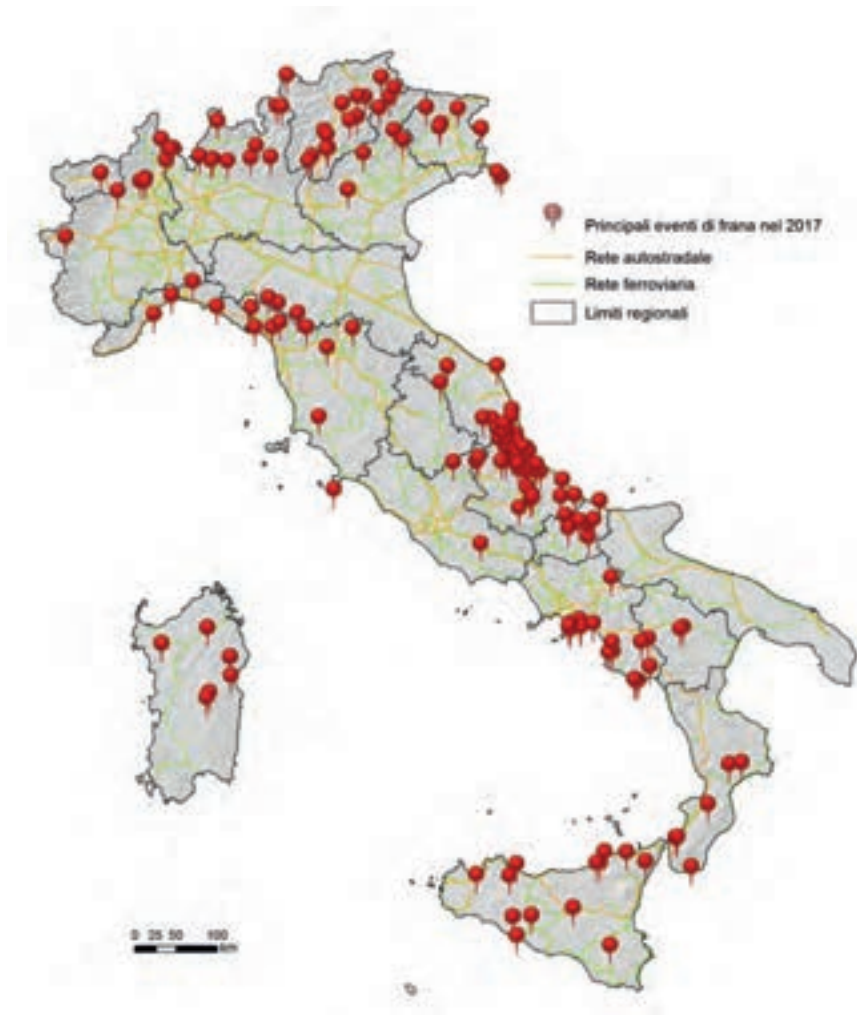 Principali eventi di frana nel 2017
Rete autostradale
Rete ferroviaria
Limiti regionali
0 25 50 100
Km